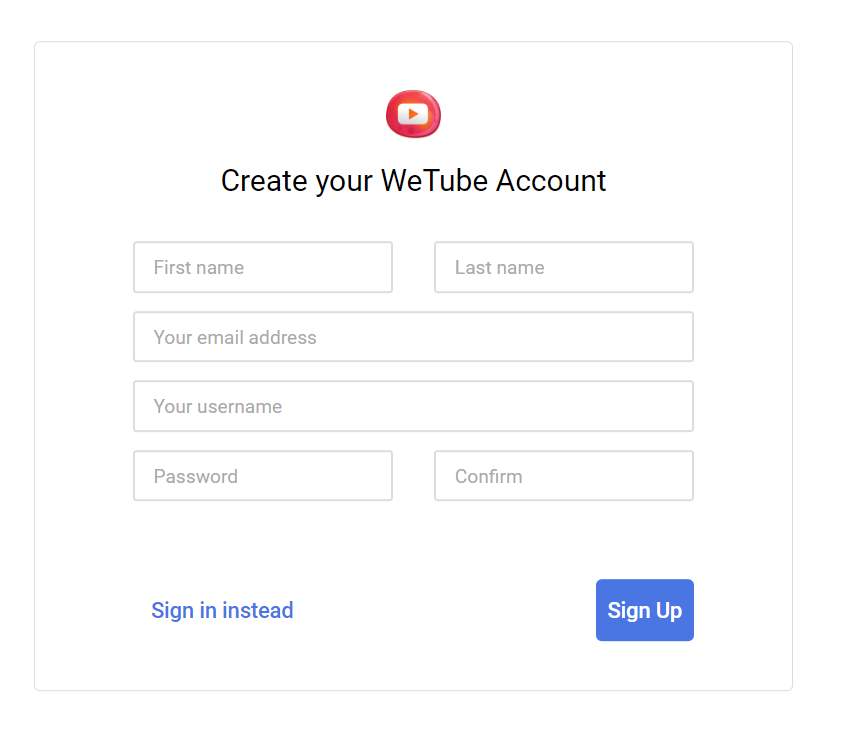 Create your WeTube Account
First name Last name
Your email address
Your username
Password Confirm
Sign in instead Sign Up